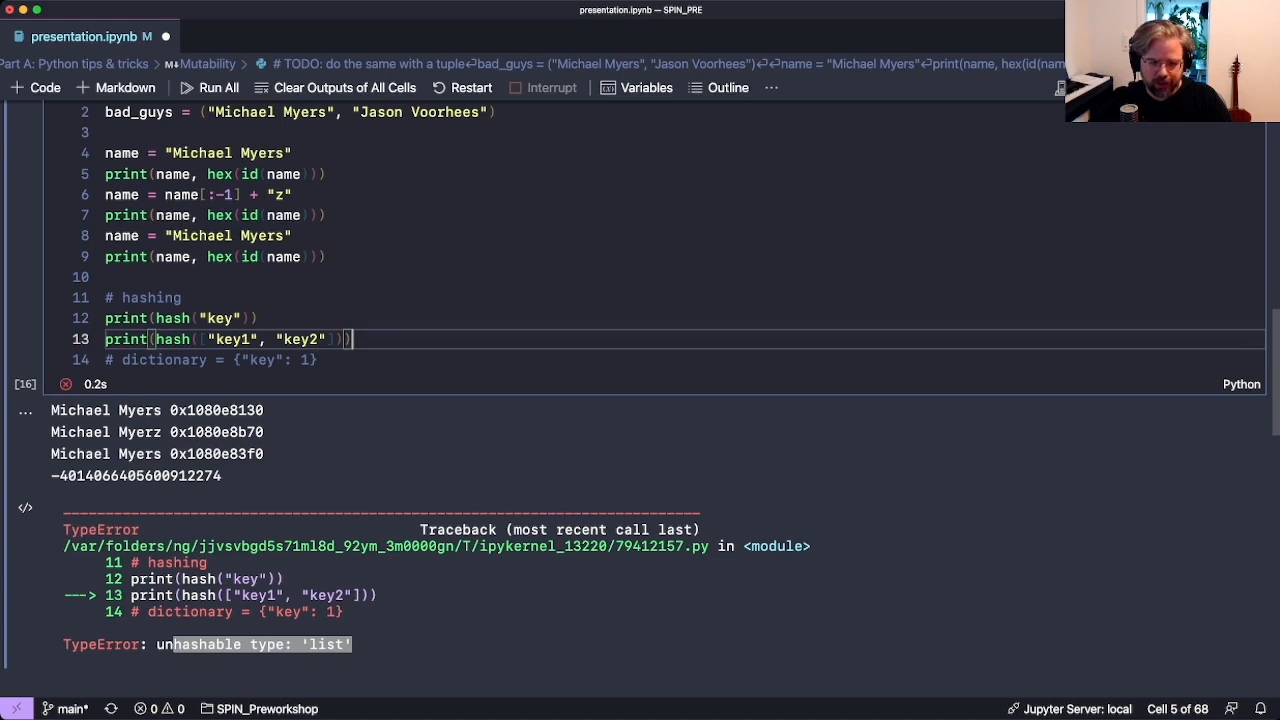 presentation.ipynb — SPIN_PRE
presentation.ipynb M
Part A: Python tips & tricks > M↓Mutability > # TODO: do the same with a tuple↵bad_guys = ("Michael Myers", "Jason Voorhees")↵↵name = "Michael Myers"↵print(name, hex(id(nam
+ Code + Markdown Run All Clear Outputs of All Cells Restart Interrupt Variables Outline ···
2 bad_guys = ("Michael Myers", "Jason Voorhees")
3
4 name = "Michael Myers"
5 print(name, hex(id(name)))
6 name = name[:-1] + "z"
7 print(name, hex(id(name)))
8 name = "Michael Myers"
9 print(name, hex(id(name)))
10
11 # hashing
12 print(hash("key"))
13 print(hash(["key1", "key2"]))
14 # dictionary = {"key": 1}
[16] 0.2s Python
... Michael Myers 0x1080e8130
Michael Myerz 0x1080e8b70
Michael Myers 0x1080e83f0
-4014066405600912274
</>
---------------------------------------------------------------------------
TypeError Traceback (most recent call last)
/var/folders/ng/jjvsvbgd5s71ml8d_92ym_3m0000gn/T/ipykernel_13220/79412157.py in <module>
11 # hashing
12 print(hash("key"))
---> 13 print(hash(["key1", "key2"]))
14 # dictionary = {"key": 1}
TypeError: unhashable type: 'list'
main* 0 0 SPIN_Preworkshop Jupyter Server: local Cell 5 of 68